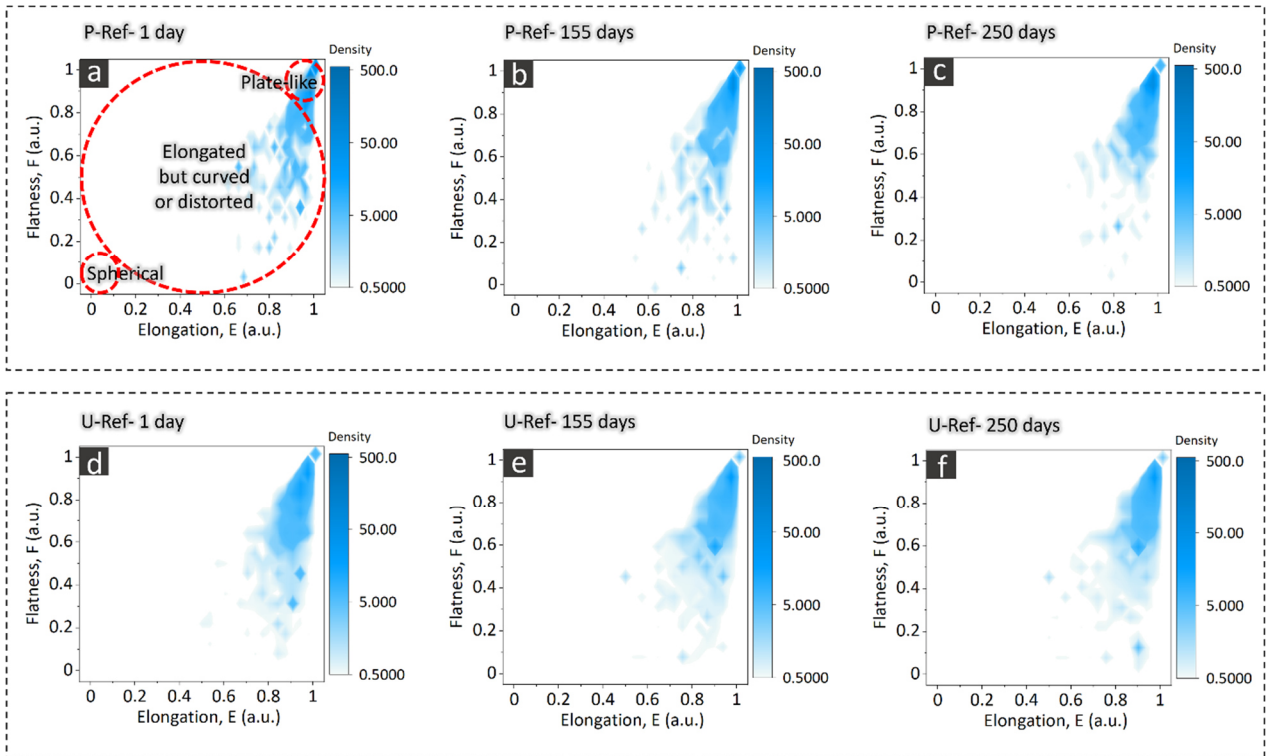 P-Ref- 1 day
a
Density
500.0
50.00
5.000
0.5000
Plate-like
Elongated
but curved
or distorted
Spherical
Flatness, F (a.u.)
1
0.8
0.6
0.4
0.2
0
0 0.2 0.4 0.6 0.8 1
Elongation, E (a.u.)
P-Ref- 155 days
b
Density
500.0
50.00
5.000
0.5000
Flatness, F (a.u.)
1
0.8
0.6
0.4
0.2
0
0 0.2 0.4 0.6 0.8 1
Elongation, E (a.u.)
P-Ref- 250 days
c
Density
500.0
50.00
5.000
0.5000
Flatness, F (a.u.)
1
0.8
0.6
0.4
0.2
0
0 0.2 0.4 0.6 0.8 1
Elongation, E (a.u.)
U-Ref- 1 day
d
Density
500.0
50.00
5.000
0.5000
Flatness, F (a.u.)
1
0.8
0.6
0.4
0.2
0
0 0.2 0.4 0.6 0.8 1
Elongation, E (a.u.)
U-Ref- 155 days
e
Density
500.0
50.00
5.000
0.5000
Flatness, F (a.u.)
1
0.8
0.6
0.4
0.2
0
0 0.2 0.4 0.6 0.8 1
Elongation, E (a.u.)
U-Ref- 250 days
f
Density
500.0
50.00
5.000
0.5000
Flatness, F (a.u.)
1
0.8
0.6
0.4
0.2
0
0 0.2 0.4 0.6 0.8 1
Elongation, E (a.u.)